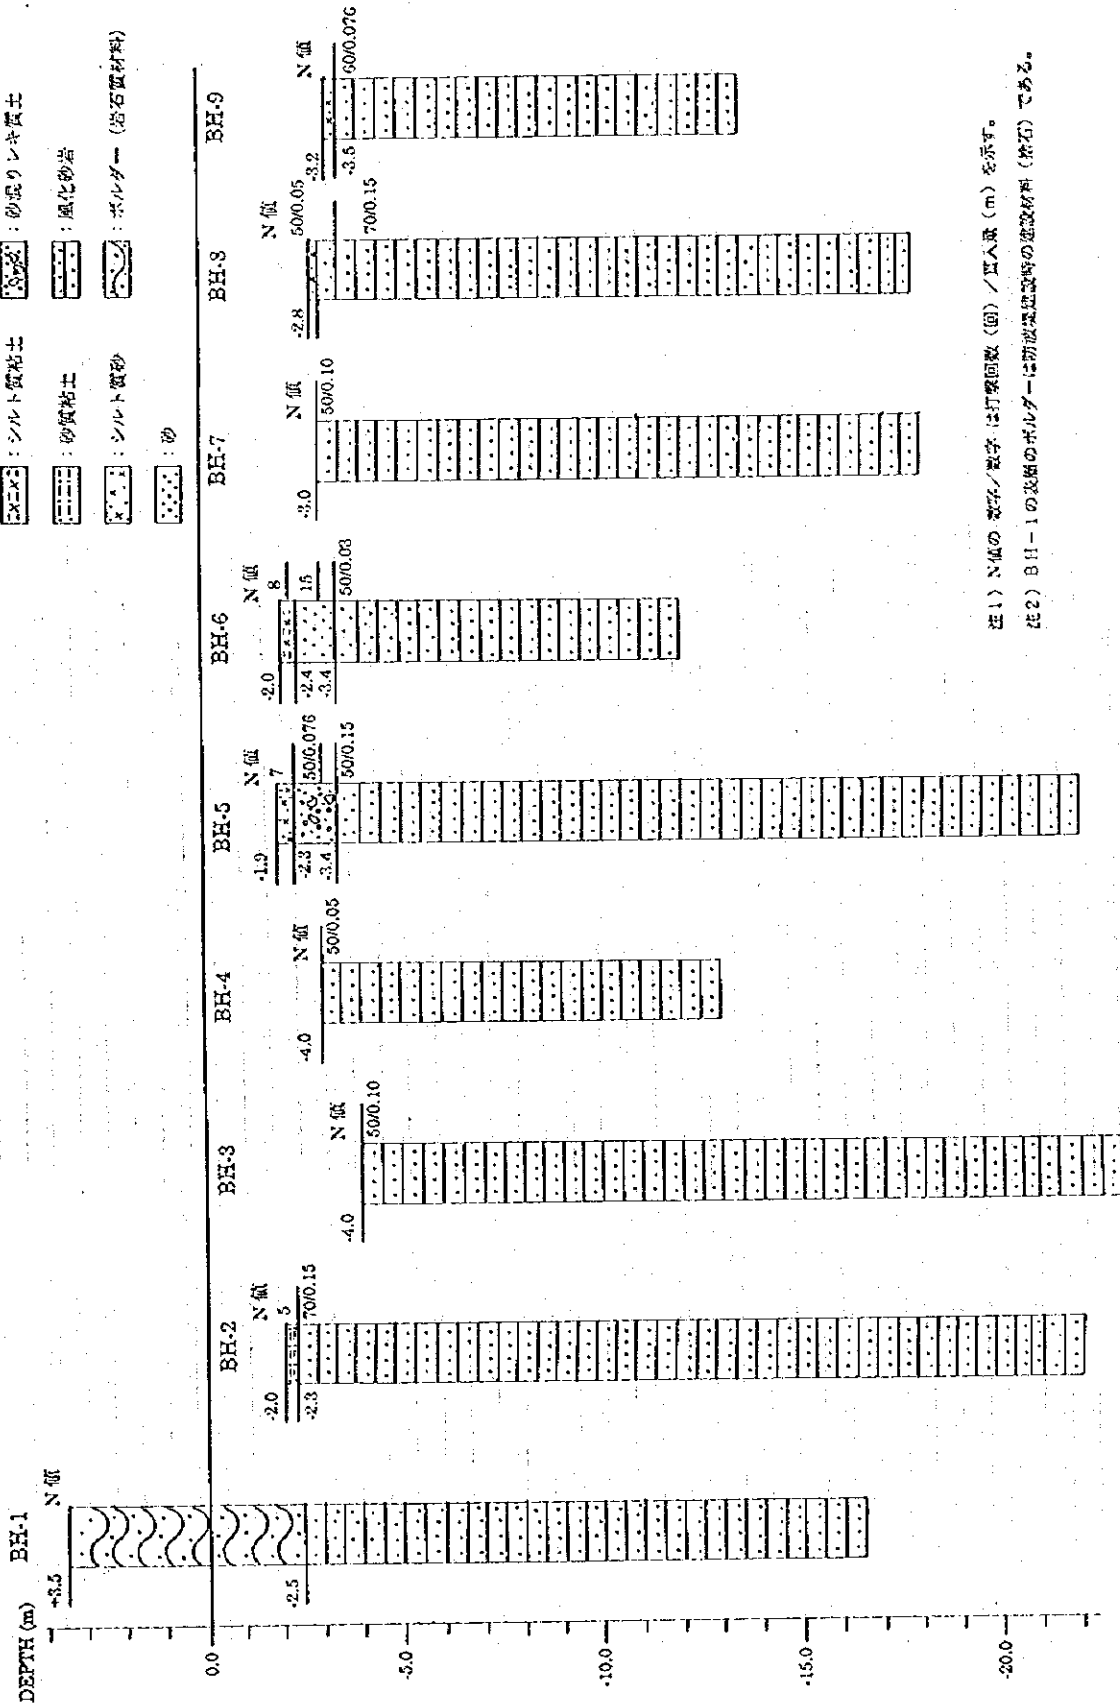 : シルト質粘土
: 砂混りレキ質土
: 砂質粘土
: 風化砂岩
: シルト質砂
: ボルダー (岩石質材料)
: 砂
DEPTH (m)
0.0
-5.0
-10.0
-15.0
-20.0
BH-1
N 値
+3.5
-2.5
BH-2
N 値
-2.0
5
-2.3
70/0.15
BH-3
N 値
-4.0
50/0.10
BH-4
N 値
-4.0
50/0.05
BH-5
N 値
-1.9
7
-2.3
50/0.076
-3.4
50/0.15
BH-6
N 値
-2.0
8
-2.4
15
-3.4
50/0.03
BH-7
N 値
-3.0
50/0.10
BH-8
N 値
-2.8
50/0.05
70/0.15
BH-9
N 値
-3.2
-3.5
60/0.076
注1) N値の 数字/数字 は打撃回数 (回) / 貫入量 (m) を示す。
注2) BH-1の表層のボルダーは防波堤建設時の建設材料 (捨石) である。